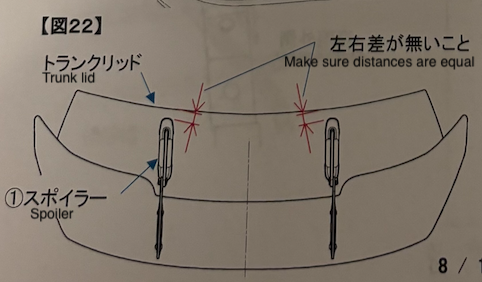 【図22】
左右差が無いこと
Make sure distances are equal
トランクリッド
Trunk lid
①スポイラー
Spoiler
8 / 1